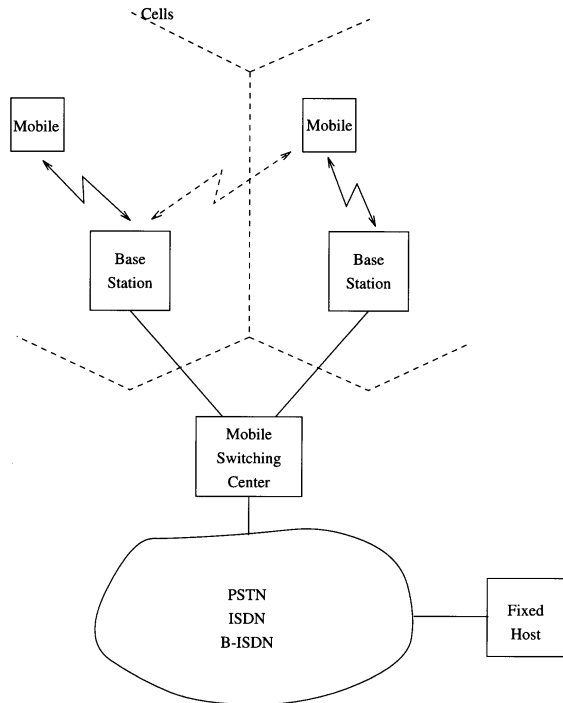 Cells
Mobile
Mobile
Base
Station
Base
Station
Mobile
Switching
Center
PSTN
ISDN
B-ISDN
Fixed
Host